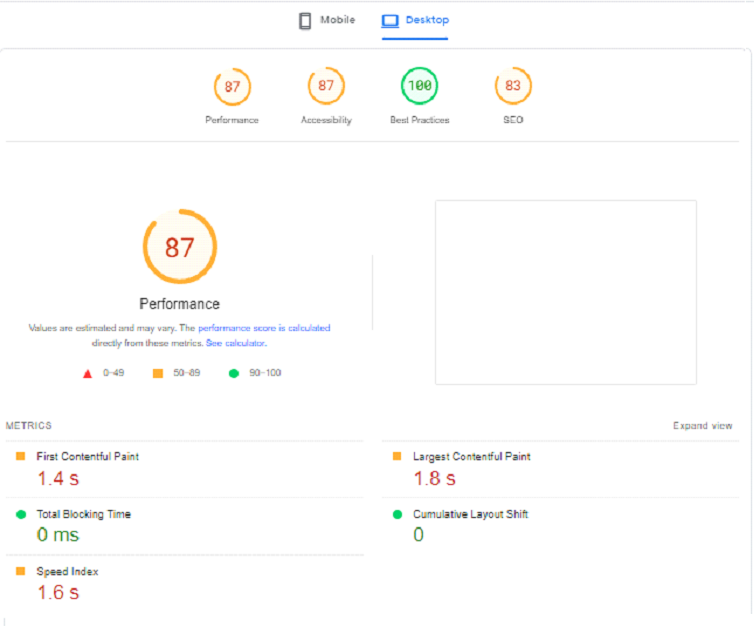 Mobile Desktop
87 87 100 83
Performance Accessibility Best Practices SEO
87
Performance
Values are estimated and may vary. The performance score is calculated
directly from these metrics. See calculator.
0–49 50–89 90–100
METRICS Expand view
First Contentful Paint Largest Contentful Paint
1.4 s 1.8 s
Total Blocking Time Cumulative Layout Shift
0 ms 0
Speed Index
1.6 s